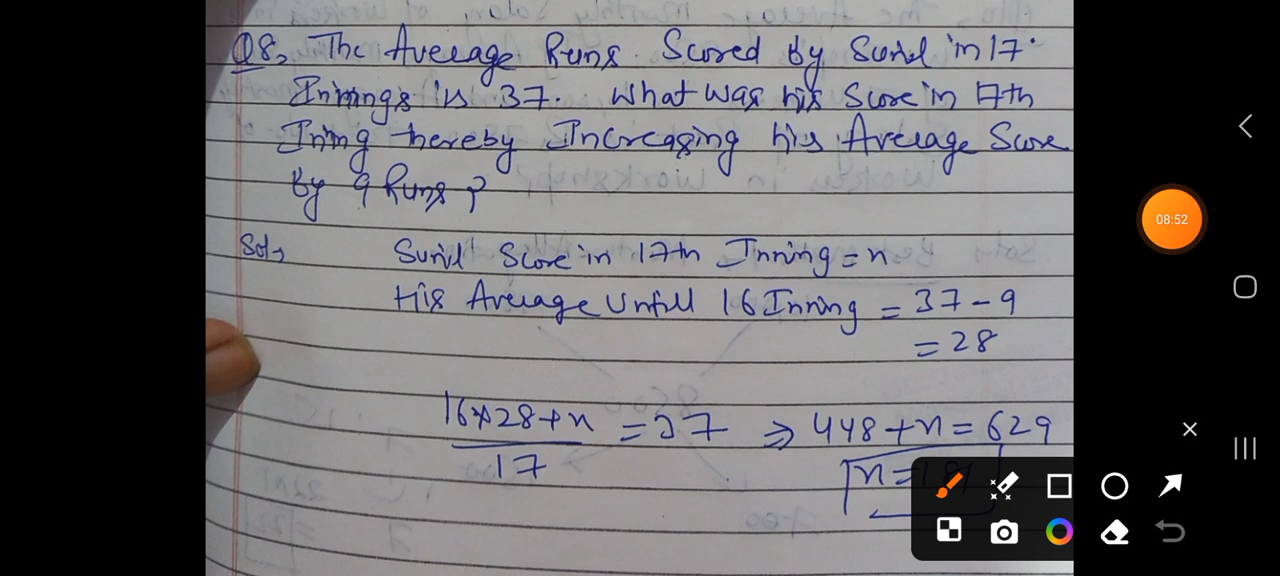 Q8, The Average Runs Scored by Sunil in 17
Innings is 37. What was his Score in 17th
Inning thereby Increasing his Average Score
By 9 Runs?
Sol, Sunil Score in 17th Inning = n
His Average Untill 16 Inning = 37 - 9
= 28
16×28+n = 37 ⇒ 448+n = 629
17
n = 181
08:52